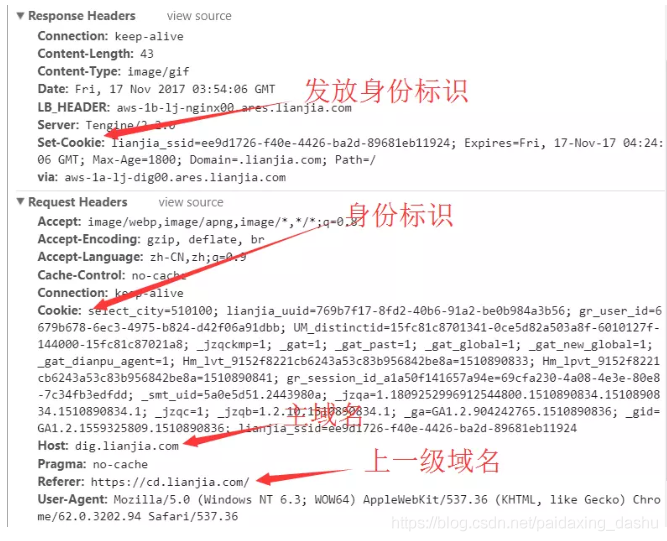 Response Headers view source
Connection: keep-alive
Content-Length: 43
Content-Type: image/gif
Date: Fri, 17 Nov 2017 03:54:06 GMT
发放身份标识
LB_HEADER: aws-1b-lj-nginx00.ares.lianjia.com
Server: Tengine/2.2.0
Set-Cookie: lianjia_ssid=ee9d1726-f40e-4426-ba2d-89681eb11924; Expires=Fri, 17-Nov-17 04:24:
06 GMT; Max-Age=1800; Domain=.lianjia.com; Path=/
via: aws-1a-lj-dig00.ares.lianjia.com
Request Headers view source
Accept: image/webp,image/apng,image/*,*/*;q=0.8
身份标识
Accept-Encoding: gzip, deflate, br
Accept-Language: zh-CN,zh;q=0.9
Cache-Control: no-cache
Connection: keep-alive
Cookie: select_city=510100; lianjia_uuid=769b7f17-8fd2-40b6-91a2-be0b984a3b56; gr_user_id=6
679b678-6ec3-4975-b824-d42f06a91dbb; UM_distinctid=15fc81c8701341-0ce5d82a503a8f-6010127f-
144000-15fc81c87021a8; _jzqckmp=1; _gat=1; _gat_past=1; _gat_global=1; _gat_new_global=1;
_gat_dianpu_agent=1; Hm_lvt_9152f8221cb6243a53c83b956842be8a=1510890833; Hm_lpvt_9152f8221
cb6243a53c83b956842be8a=1510890841; gr_session_id_a1a50f141657a94e=69cfa230-4a08-4e3e-80e8
-7c34fb3edfdd; _smt_uid=5a0e5d51.2443980a; _jzqa=1.1809252996912544800.1510890834.15108908
34.1510890834.1; _jzqc=1; _jzqb=1.2.10.1510890834.1; _ga=GA1.2.904242765.1510890836; _gid=
GA1.2.1559325809.1510890836; lianjia_ssid=ee9d1726-f40e-4426-ba2d-89681eb11924
主域名
Host: dig.lianjia.com
Pragma: no-cache
上一级域名
Referer: https://cd.lianjia.com/
User-Agent: Mozilla/5.0 (Windows NT 6.3; WOW64) AppleWebKit/537.36 (KHTML, like Gecko) Chro
me/62.0.3202.94 Safari/537.36
https://blog.csdn.net/paidaxing_dashu